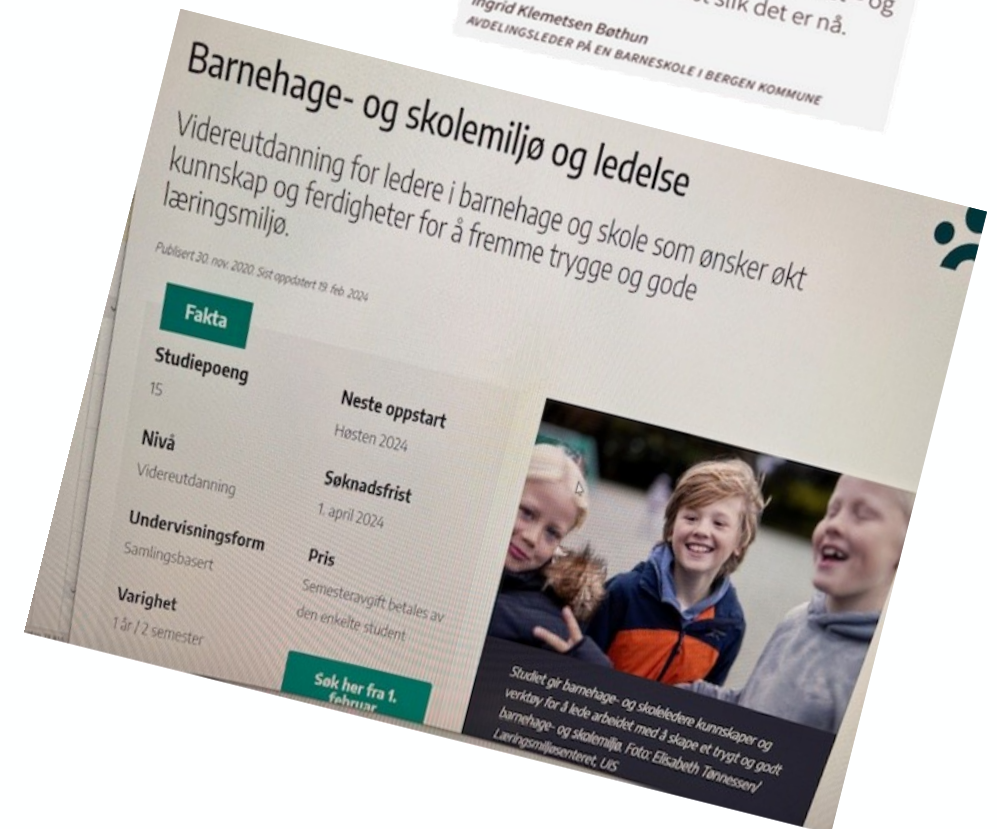 og
slik det er nå.
Ingrid Klemetsen Bøthun
AVDELINGSLEDER PÅ EN BARNESKOLE I BERGEN KOMMUNE
Barnehage- og skolemiljø og ledelse
Videreutdanning for ledere i barnehage og skole som ønsker økt
kunnskap og ferdigheter for å fremme trygge og gode
læringsmiljø.
Publisert 30. nov. 2020. Sist oppdatert 19. feb. 2024
Fakta
Studiepoeng
15
Nivå
Videreutdanning
Undervisningsform
Samlingsbasert
Varighet
1 år / 2 semester
Neste oppstart
Høsten 2024
Søknadsfrist
1. april 2024
Pris
Semesteravgift betales av
den enkelte student
Søk her fra 1.
februar
Studiet gir barnehage- og skoleledere kunnskaper og
verktøy for å lede arbeidet med å skape et trygt og godt
barnehage- og skolemiljø. Foto: Elisabeth Tønnessen/
Læringsmiljøsenteret, UiS